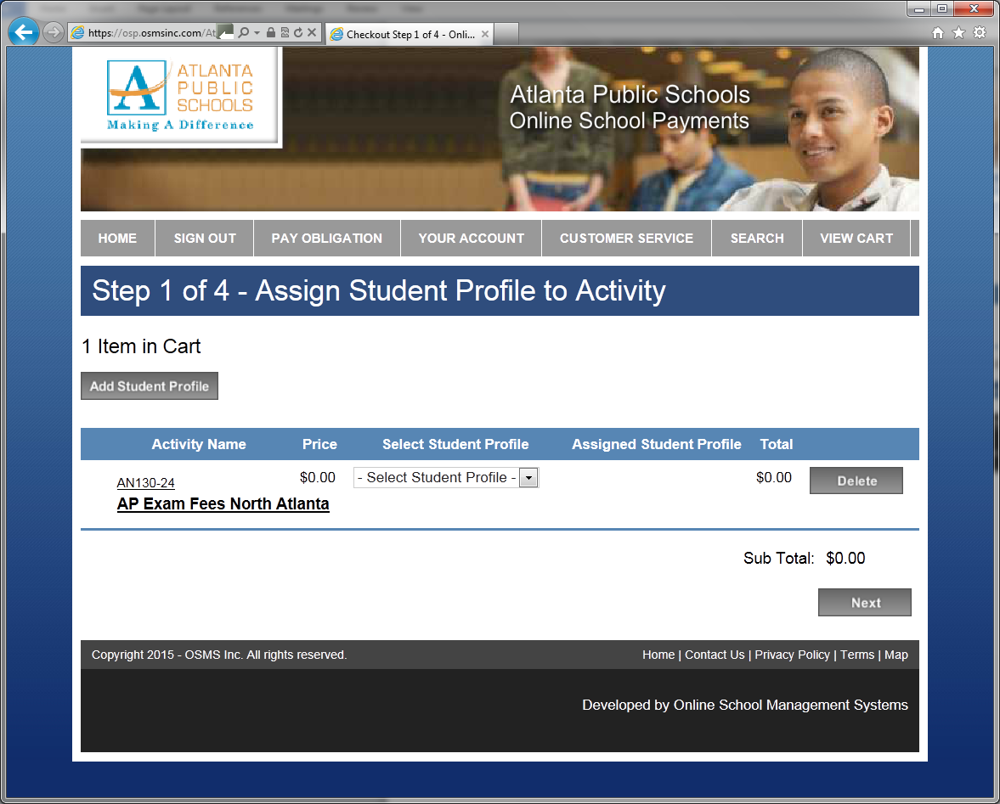 https://osp.osmsinc.com/At
Checkout Step 1 of 4 - Onli...
ATLANTA
PUBLIC
SCHOOLS
Making A Difference
Atlanta Public Schools
Online School Payments
HOME SIGN OUT PAY OBLIGATION YOUR ACCOUNT CUSTOMER SERVICE SEARCH VIEW CART
Step 1 of 4 - Assign Student Profile to Activity
1 Item in Cart
Add Student Profile
Activity Name Price Select Student Profile Assigned Student Profile Total
AN130-24 $0.00 - Select Student Profile - $0.00 Delete
AP Exam Fees North Atlanta
Sub Total: $0.00
Next
Copyright 2015 - OSMS Inc. All rights reserved. Home | Contact Us | Privacy Policy | Terms | Map
Developed by Online School Management Systems